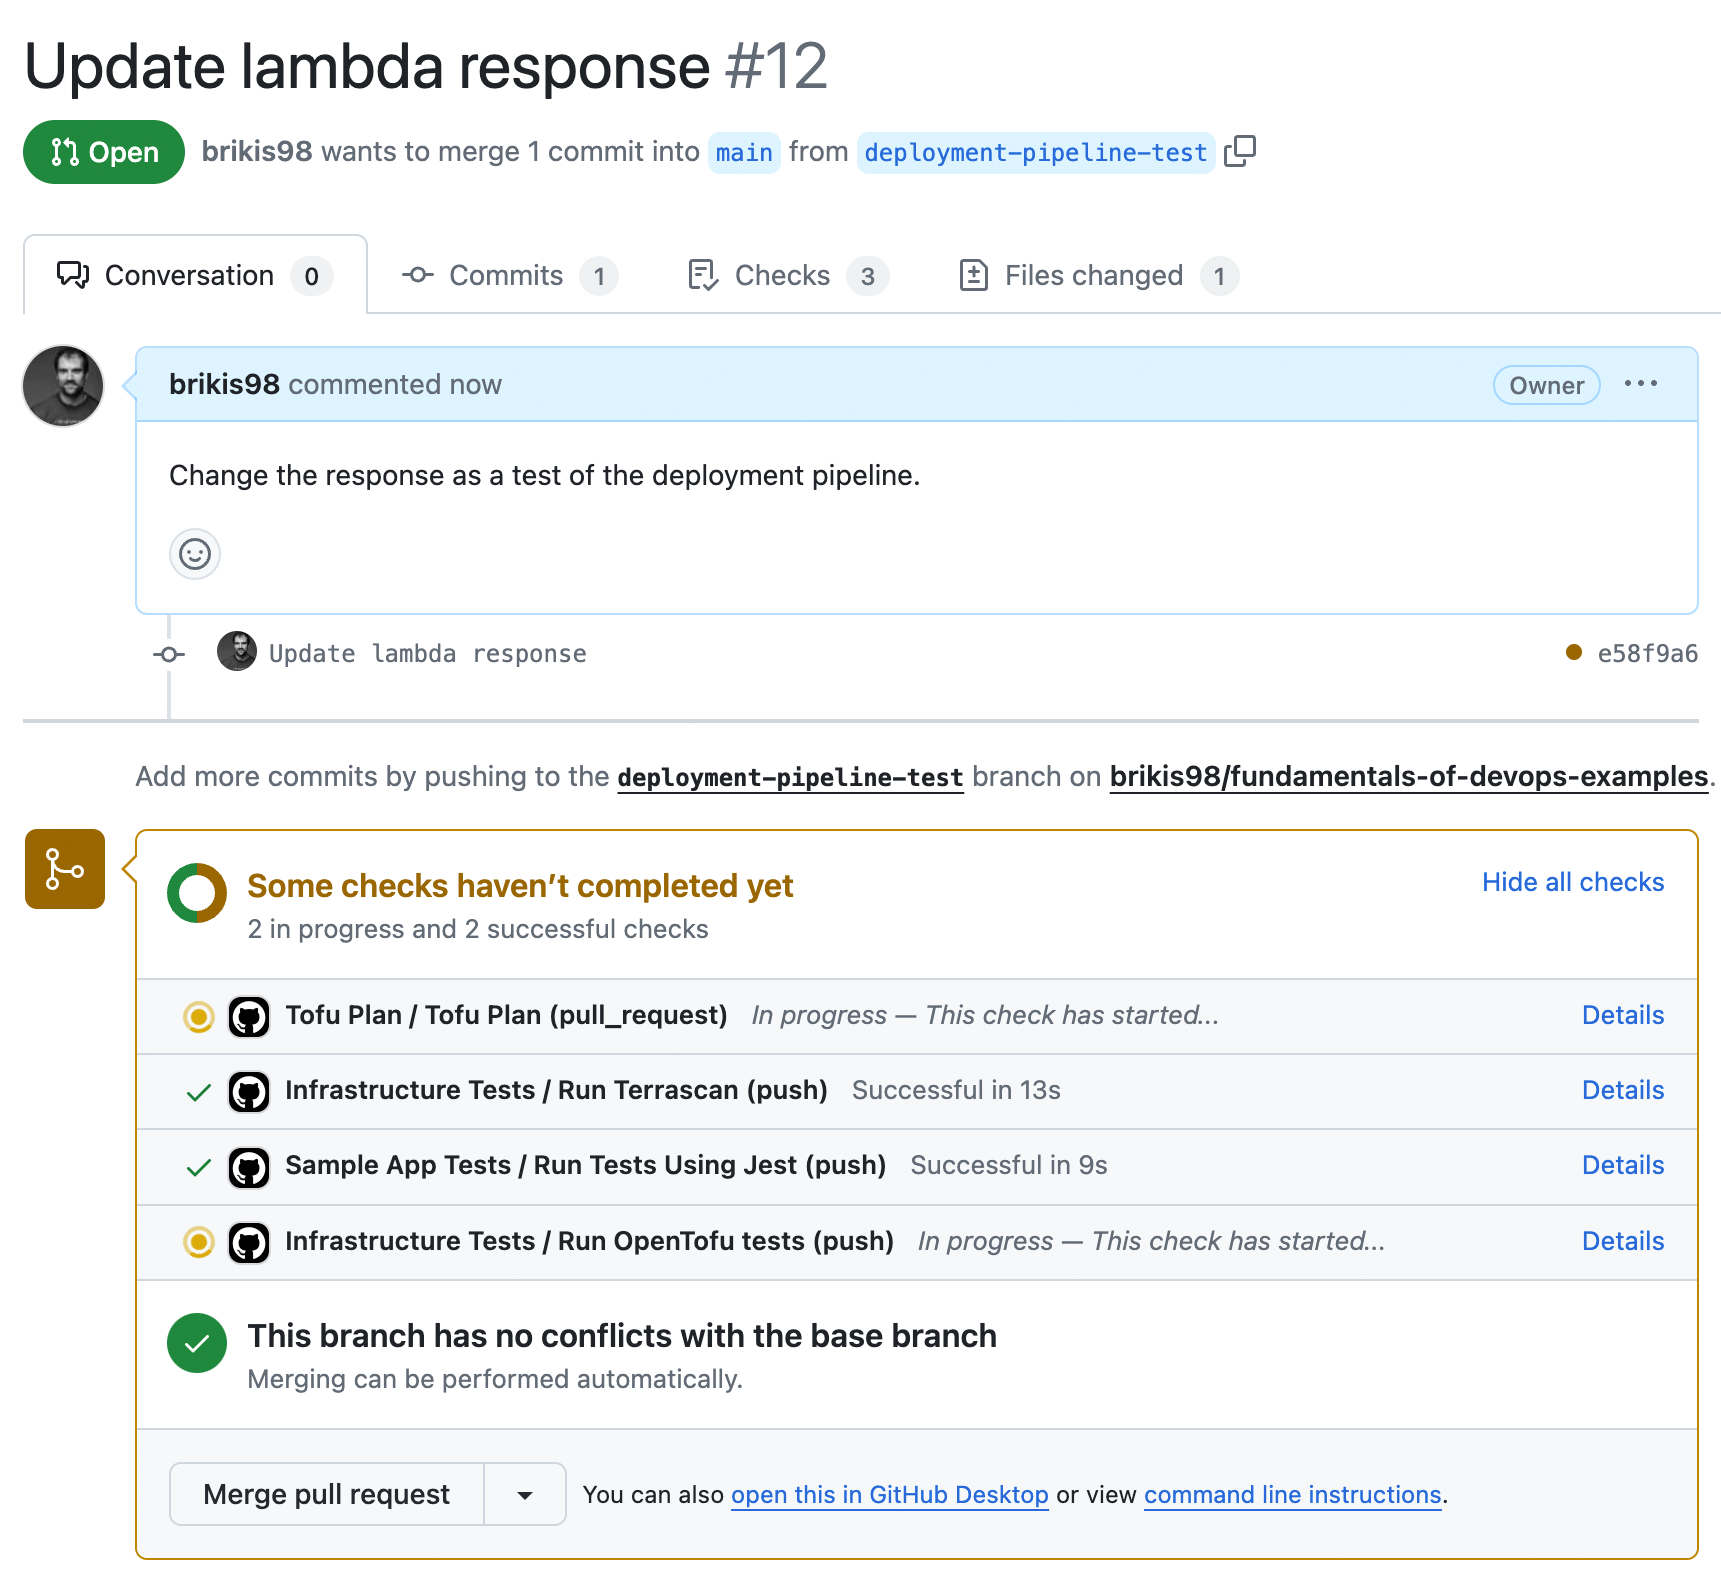 Update lambda response #12
Open brikis98 wants to merge 1 commit into main from deployment-pipeline-test
Conversation 0 Commits 1 Checks 3 Files changed 1
brikis98 commented now Owner
Change the response as a test of the deployment pipeline.
Update lambda response e58f9a6
Add more commits by pushing to the deployment-pipeline-test branch on brikis98/fundamentals-of-devops-examples.
Some checks haven’t completed yet Hide all checks
2 in progress and 2 successful checks
Tofu Plan / Tofu Plan (pull_request) In progress — This check has started... Details
Infrastructure Tests / Run Terrascan (push) Successful in 13s Details
Sample App Tests / Run Tests Using Jest (push) Successful in 9s Details
Infrastructure Tests / Run OpenTofu tests (push) In progress — This check has started... Details
This branch has no conflicts with the base branch
Merging can be performed automatically.
Merge pull request You can also open this in GitHub Desktop or view command line instructions.